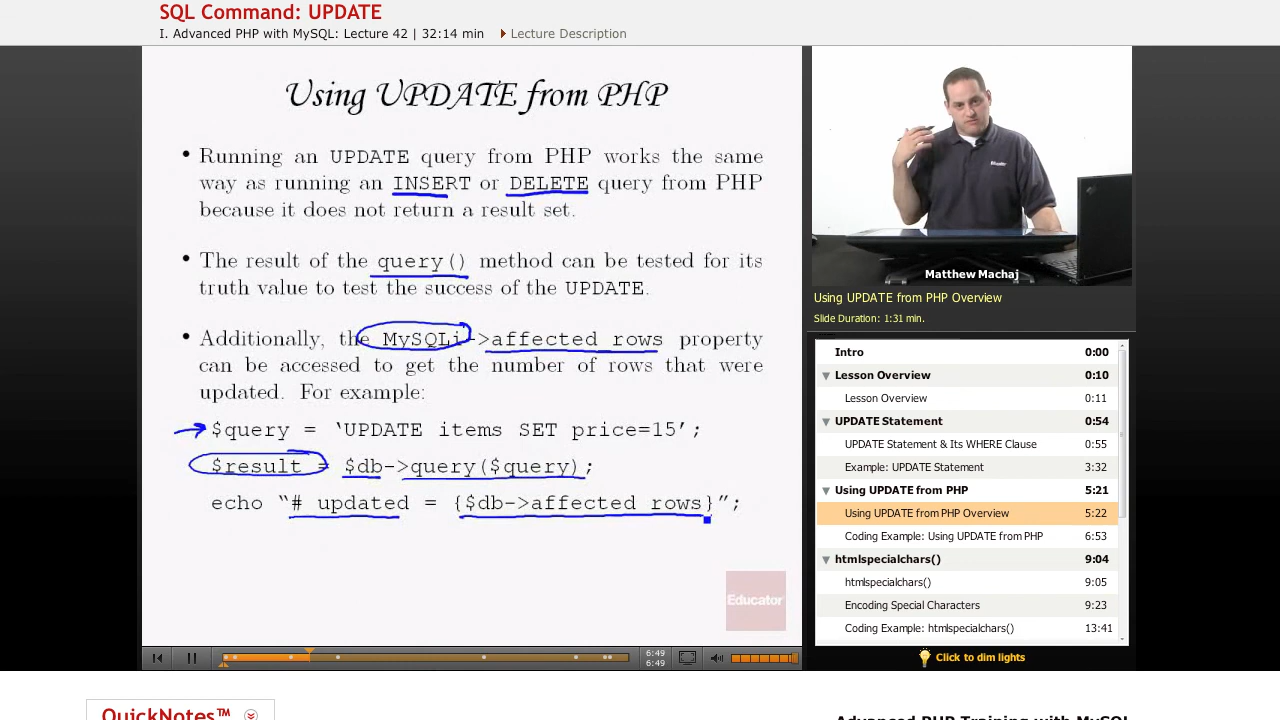 SQL Command: UPDATE
I. Advanced PHP with MySQL: Lecture 42 | 32:14 min Lecture Description
Using UPDATE from PHP
• Running an UPDATE query from PHP works the same
way as running an INSERT or DELETE query from PHP
because it does not return a result set.
• The result of the query() method can be tested for its
truth value to test the success of the UPDATE.
• Additionally, the MySQLi->affected rows property
can be accessed to get the number of rows that were
updated. For example:
$query = ‘UPDATE items SET price=15’;
$result = $db->query($query);
echo “# updated = {$db->affected rows}”;
Educator
6:49
6:49
Matthew Machaj
Using UPDATE from PHP Overview
Slide Duration: 1:31 min.
Intro 0:00
Lesson Overview 0:10
Lesson Overview 0:11
UPDATE Statement 0:54
UPDATE Statement & Its WHERE Clause 0:55
Example: UPDATE Statement 3:32
Using UPDATE from PHP 5:21
Using UPDATE from PHP Overview 5:22
Coding Example: Using UPDATE from PHP 6:53
htmlspecialchars() 9:04
htmlspecialchars() 9:05
Encoding Special Characters 9:23
Coding Example: htmlspecialchars() 13:41
Click to dim lights
QuickNotes™
Advanced PHP Training with MySQL